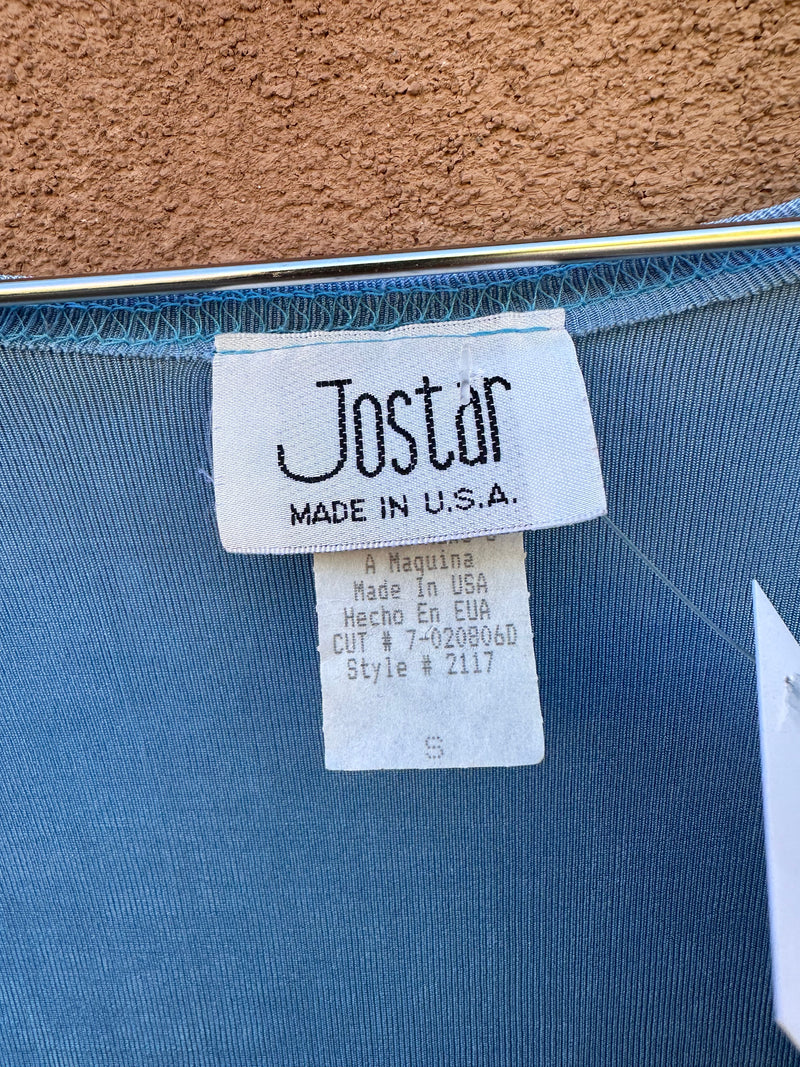 Jostar
MADE IN U.S.A.
A Maquina
Made In USA
Hecho En EUA
CUT # 7-020806D
Style # 2117
S